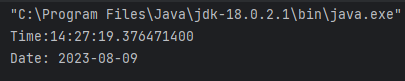 "C:\Program Files\Java\jdk-18.0.2.1\bin\java.exe"
Time:14:27:19.376471400
Date: 2023-08-09